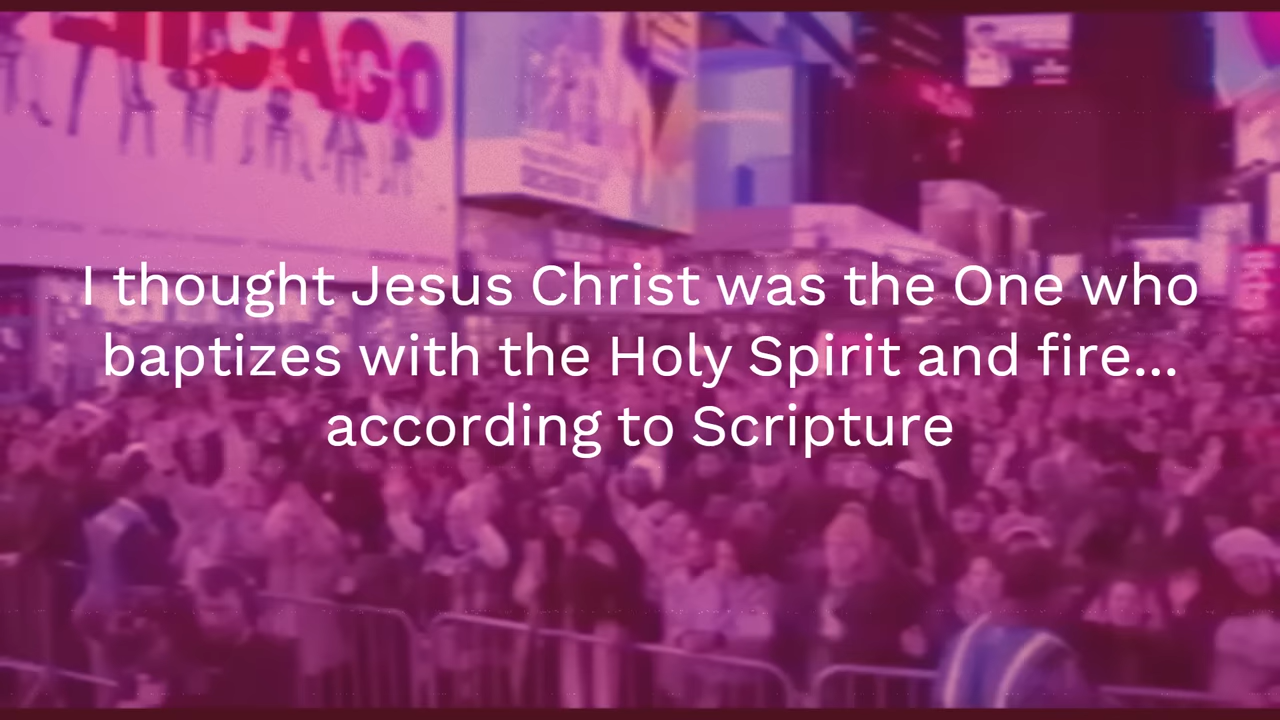 CHICAGO
I thought Jesus Christ was the One who
baptizes with the Holy Spirit and fire...
according to Scripture